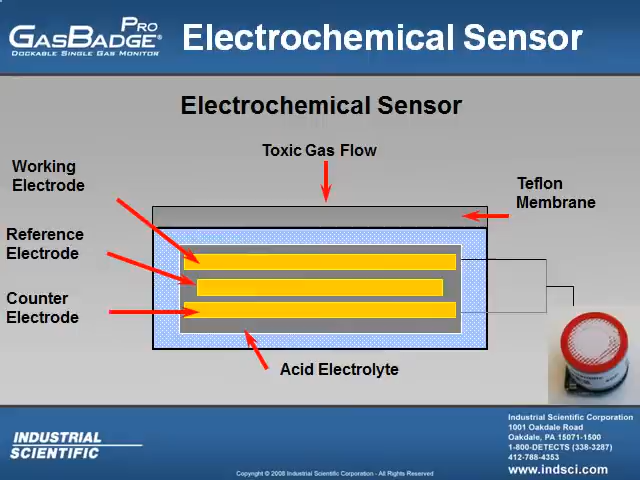 GASBADGE® PRO
DOCKABLE SINGLE GAS MONITOR
Electrochemical Sensor
Electrochemical Sensor
Toxic Gas Flow
Working
Electrode
Teflon
Membrane
Reference
Electrode
Counter
Electrode
Acid Electrolyte
INDUSTRIAL
SCIENTIFIC
Industrial Scientific Corporation
1001 Oakdale Road
Oakdale, PA 15071-1500
1-800-DETECTS (338-3287)
412-788-4353
www.indsci.com
Copyright © 2008 Industrial Scientific Corporation - All Rights Reserved